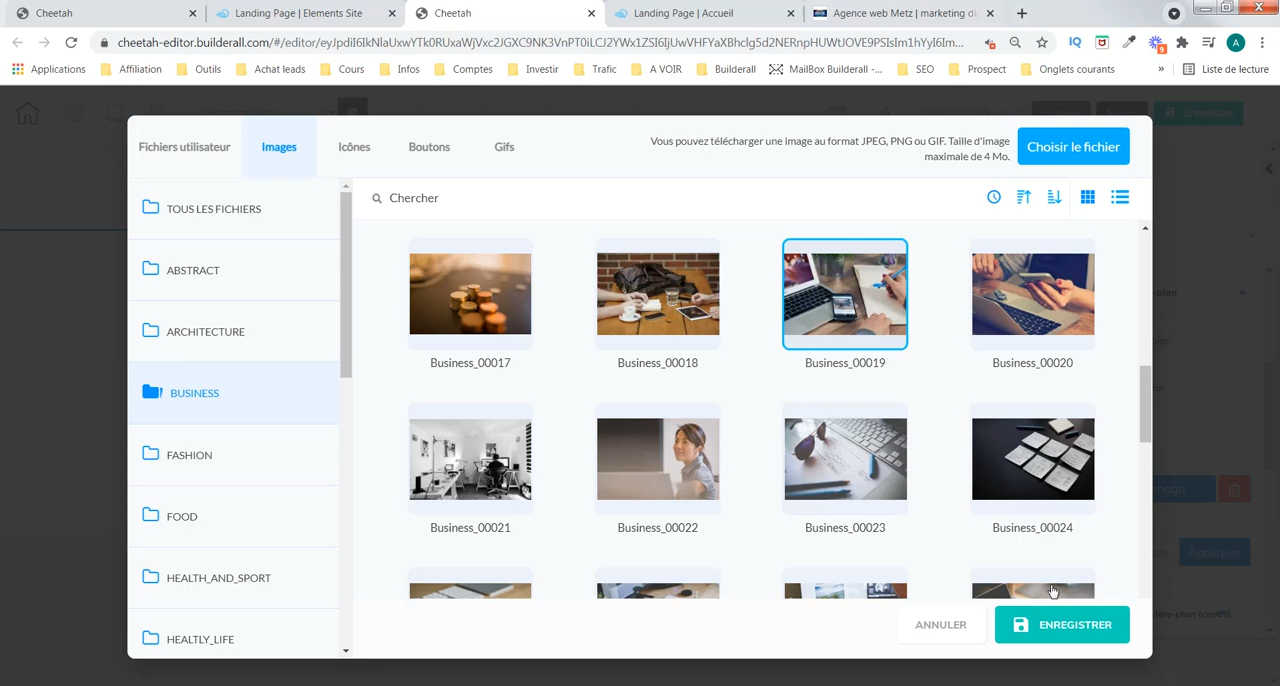 Cheetah
Landing Page | Elements Site
Cheetah
Landing Page | Accueil
Agence web Metz | marketing di
cheetah-editor.builderall.com/#/editor/eyJpdiI6IkNlaUxwYTk0RUdaWjVxc2JGXC9NK3VnPT0iLCJ2YWx1ZSI6IjUwVHFYaXBhclg5d2NERnpHUWtJOVE9PSIsIm1hYyI6Im...
Applications
Affiliation
Outils
Achat leads
Cours
Infos
Comptes
Investir
Trafic
A VOIR
Builderall
MailBox Builderall -...
SEO
Prospect
Onglets courants
»
Liste de lecture
Fichiers utilisateur
Images
Icônes
Boutons
Gifs
Vous pouvez télécharger une image au format JPEG, PNG ou GIF. Taille d'image
maximale de 4 Mo.
Choisir le fichier
Chercher
TOUS LES FICHIERS
ABSTRACT
ARCHITECTURE
BUSINESS
FASHION
FOOD
HEALTH_AND_SPORT
HEALTLY_LIFE
Business_00017
Business_00018
Business_00019
Business_00020
Business_00021
Business_00022
Business_00023
Business_00024
Appliquer
ANNULER
ENREGISTRER